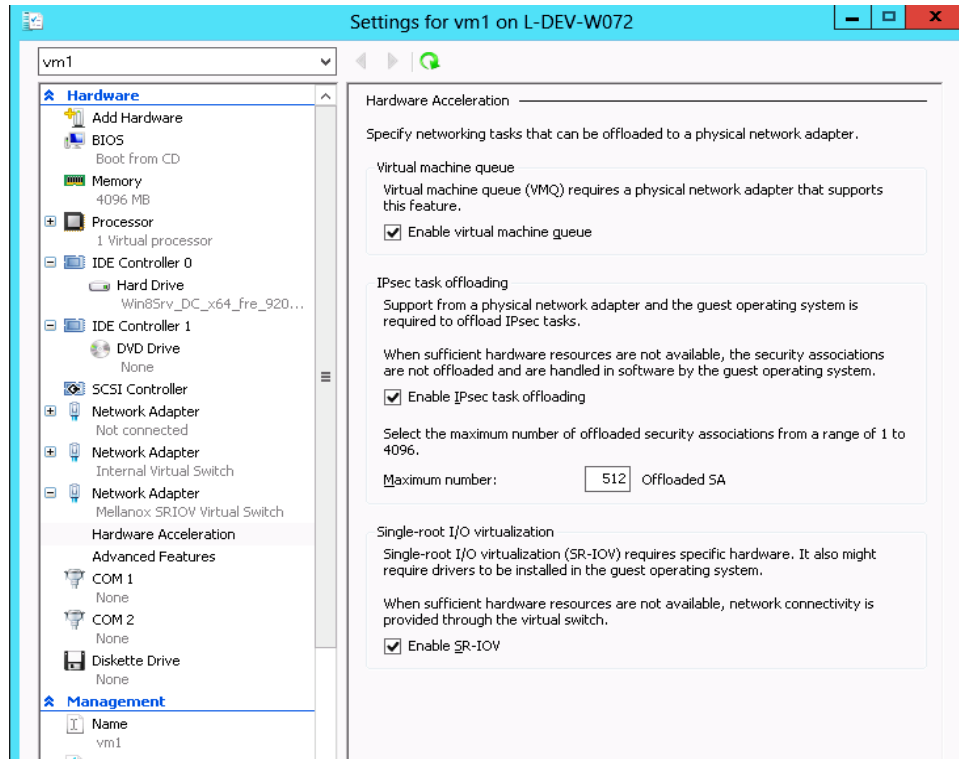 Settings for vm1 on L-DEV-W072
vm1
Hardware
Add Hardware
BIOS
Boot from CD
Memory
4096 MB
Processor
1 Virtual processor
IDE Controller 0
Hard Drive
Win8Srv_DC_x64_fre_920...
IDE Controller 1
DVD Drive
None
SCSI Controller
Network Adapter
Not connected
Network Adapter
Internal Virtual Switch
Network Adapter
Mellanox SRIOV Virtual Switch
Hardware Acceleration
Advanced Features
COM 1
None
COM 2
None
Diskette Drive
None
Management
Name
vm1
Hardware Acceleration
Specify networking tasks that can be offloaded to a physical network adapter.
Virtual machine queue
Virtual machine queue (VMQ) requires a physical network adapter that supports
this feature.
Enable virtual machine queue
IPsec task offloading
Support from a physical network adapter and the guest operating system is
required to offload IPsec tasks.
When sufficient hardware resources are not available, the security associations
are not offloaded and are handled in software by the guest operating system.
Enable IPsec task offloading
Select the maximum number of offloaded security associations from a range of 1 to
4096.
Maximum number: 512 Offloaded SA
Single-root I/O virtualization
Single-root I/O virtualization (SR-IOV) requires specific hardware. It also might
require drivers to be installed in the guest operating system.
When sufficient hardware resources are not available, network connectivity is
provided through the virtual switch.
Enable SR-IOV